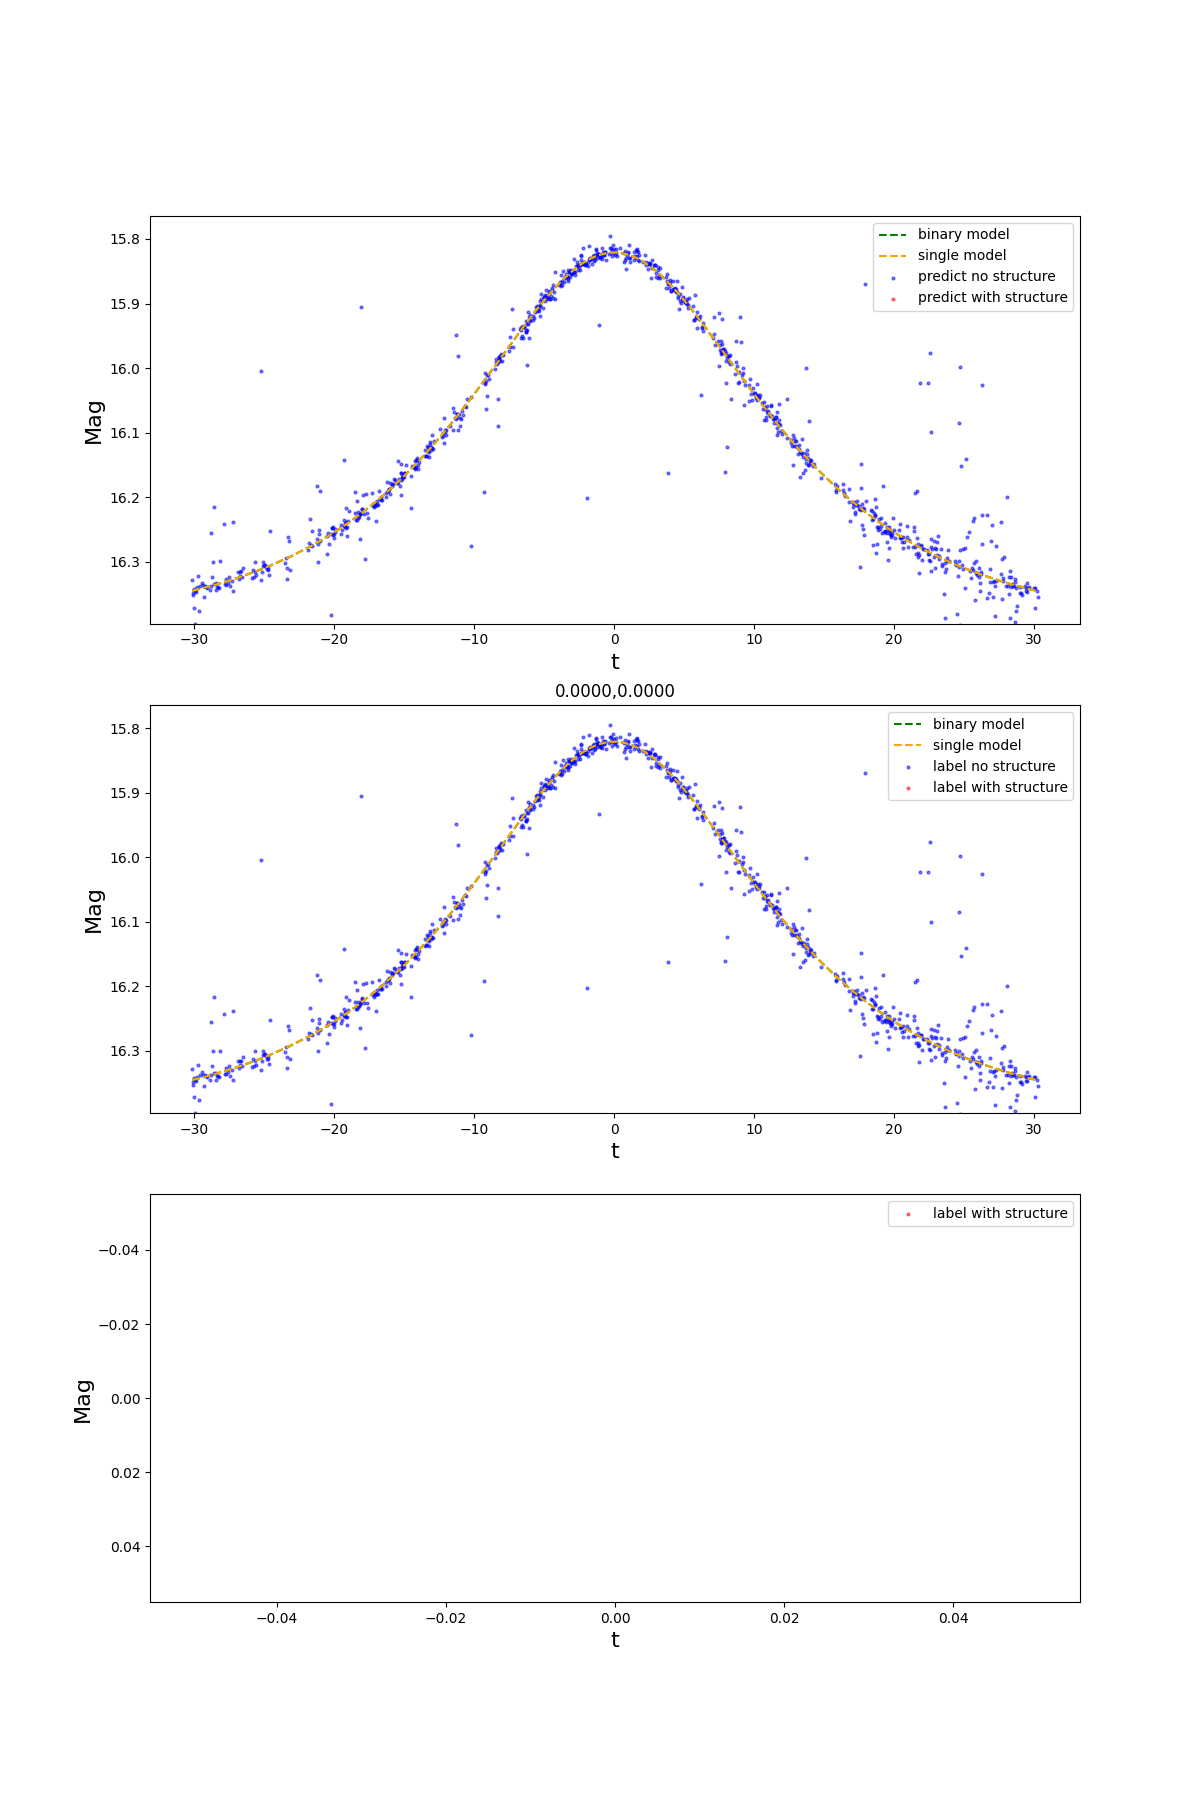 binary model
single model
predict no structure
predict with structure
15.8
15.9
16.0
16.1
16.2
16.3
Mag
−30
−20
−10
0
10
20
30
t
0.0000,0.0000
binary model
single model
label no structure
label with structure
15.8
15.9
16.0
16.1
16.2
16.3
Mag
−30
−20
−10
0
10
20
30
t
label with structure
−0.04
−0.02
0.00
0.02
0.04
Mag
−0.04
−0.02
0.00
0.02
0.04
t